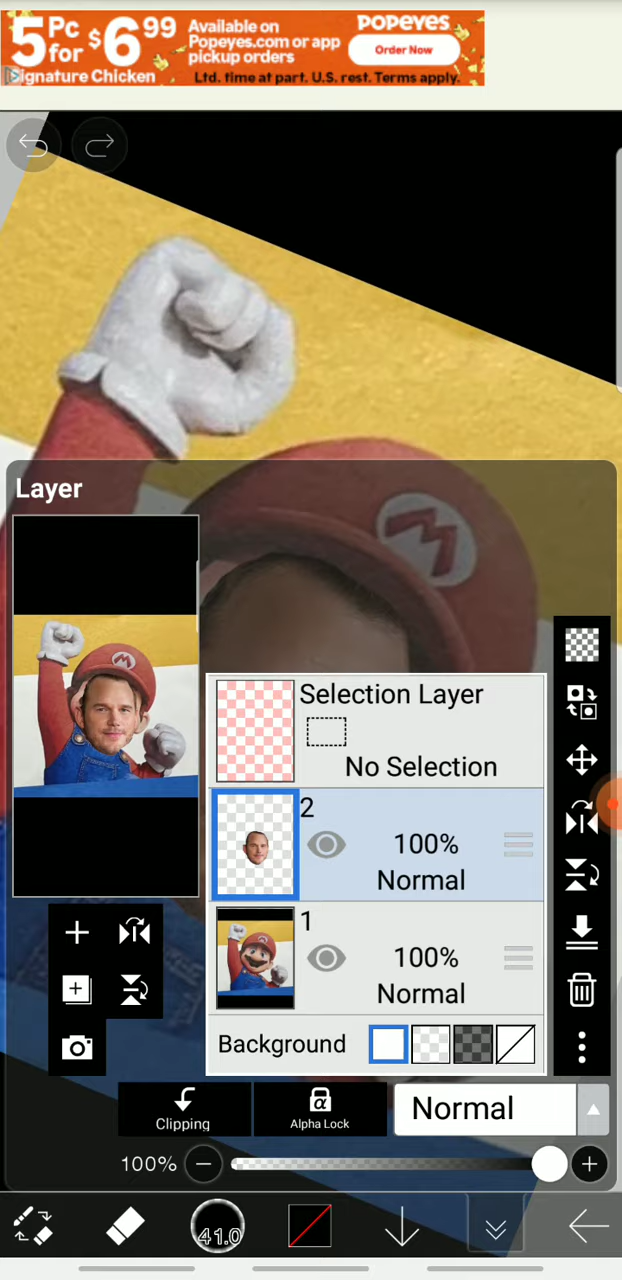 5 Pc for $6.99
Available on
Popeyes.com or app
pickup orders
POPEYES
Order Now
Signature Chicken
Ltd. time at part. U.S. rest. Terms apply.
M
Layer
M
Selection Layer
No Selection
2
100%
Normal
1
100%
Normal
Background
Clipping
α
Alpha Lock
Normal
100%
41.0